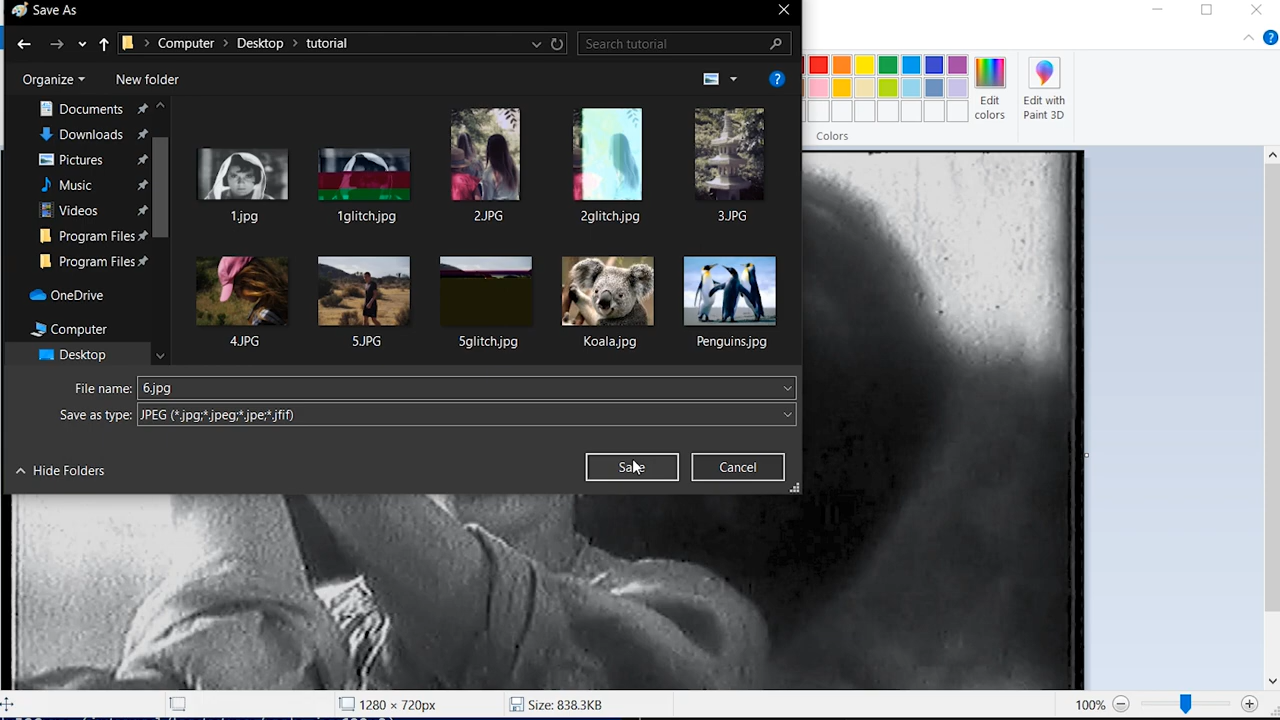 Save As
Computer
Desktop
tutorial
Search tutorial
Organize
New folder
Documents
Downloads
Pictures
Music
Videos
Program Files
Program Files
OneDrive
Computer
Desktop
1.jpg
1glitch.jpg
2.JPG
2glitch.jpg
3.JPG
4.JPG
5.JPG
5glitch.jpg
Koala.jpg
Penguins.jpg
File name: 6.jpg
Save as type: JPEG (*.jpg;*.jpeg;*.jpe;*.jfif)
Hide Folders
Save
Cancel
Edit
colors
Edit with
Paint 3D
Colors
1280 × 720px
Size: 838.3KB
100%